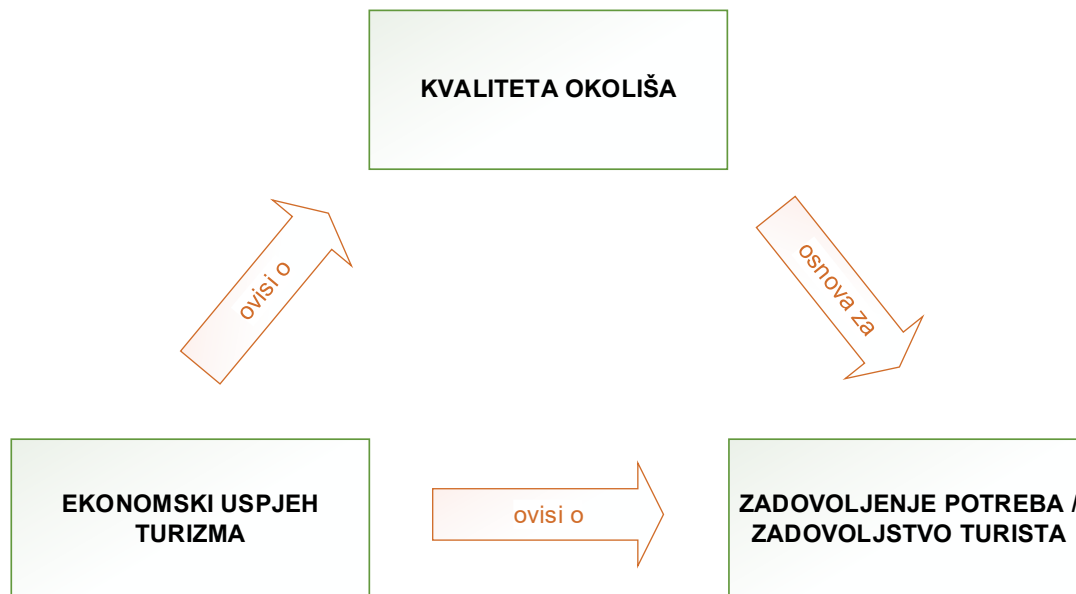 KVALITETA OKOLIŠA
ovisi o
osnova za
EKONOMSKI USPJEH
TURIZMA
ovisi o
ZADOVOLJENJE POTREBA /
ZADOVOLJSTVO TURISTA